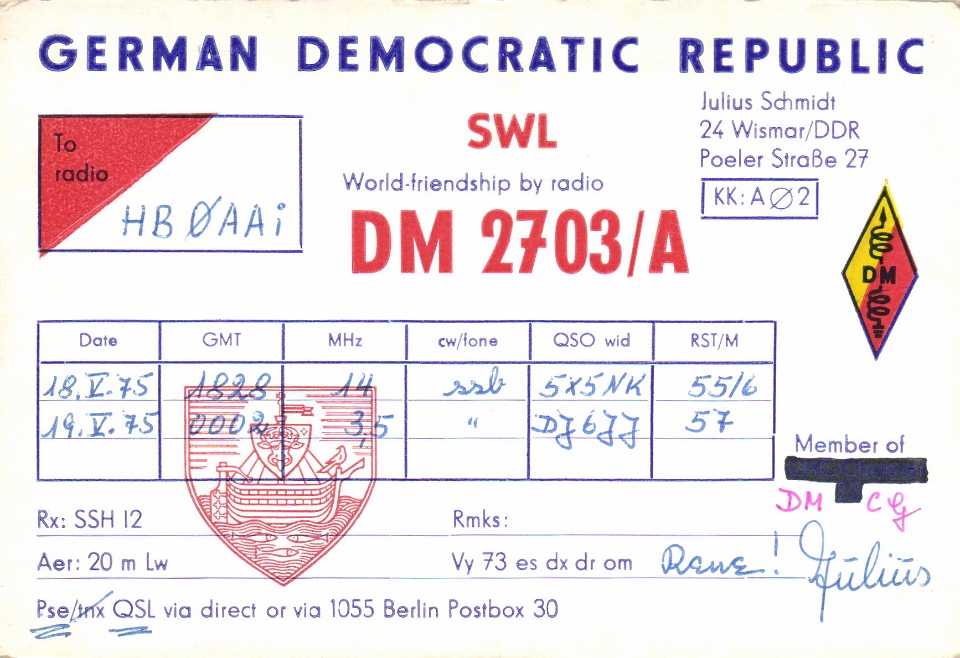 GERMAN DEMOCRATIC REPUBLIC
To
radio
HBØAAi
SWL
World-friendship by radio
DM 2703/A
Julius Schmidt
24 Wismar/DDR
Poeler Straße 27
KK: AØ2
DM
Date GMT MHz cw/fone QSO wid RST/M
18.V.75 1828 14 ssb 5X5NK 55/6
19.V.75 0002 3,5 " DJ6JJ 57
Member of
DM CG
Rx: SSH 12
Rmks:
Aer: 20 m Lw
Vy 73 es dx dr om Rene! Julius
Pse/tnx QSL via direct or via 1055 Berlin Postbox 30